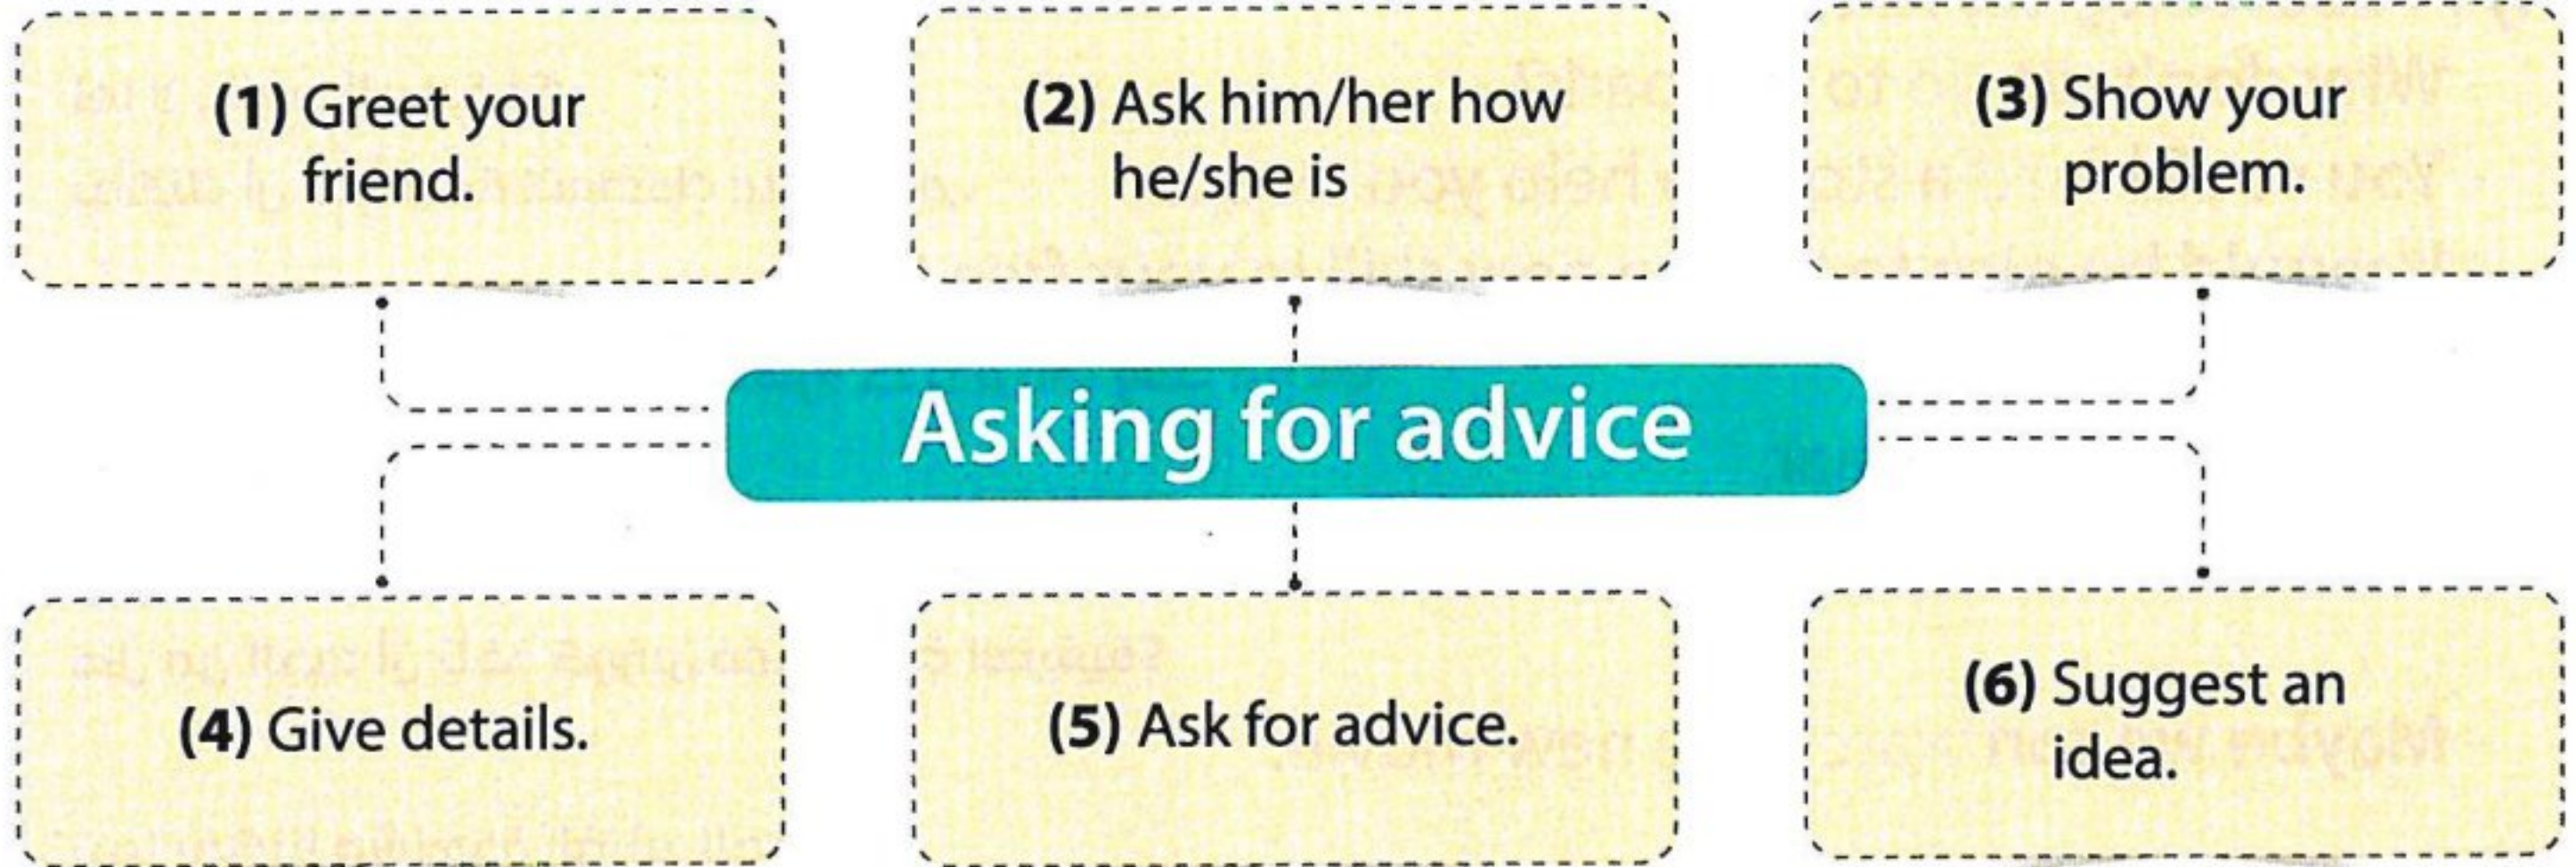 (1) Greet your
friend.
(2) Ask him/her how
he/she is
(3) Show your
problem.
Asking for advice
(4) Give details.
(5) Ask for advice.
(6) Suggest an
idea.